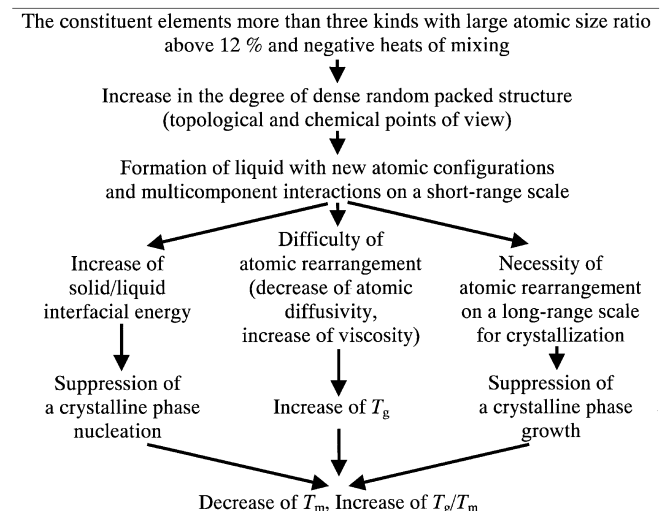 The constituent elements more than three kinds with large atomic size ratio
above 12 % and negative heats of mixing
Increase in the degree of dense random packed structure
(topological and chemical points of view)
Formation of liquid with new atomic configurations
and multicomponent interactions on a short-range scale
Increase of
solid/liquid
interfacial energy
Difficulty of
atomic rearrangement
(decrease of atomic
diffusivity,
increase of viscosity)
Necessity of
atomic rearrangement
on a long-range scale
for crystallization
Suppression of
a crystalline phase
nucleation
Increase of Tg
Suppression of
a crystalline phase
growth
Decrease of Tm, Increase of Tg/Tm